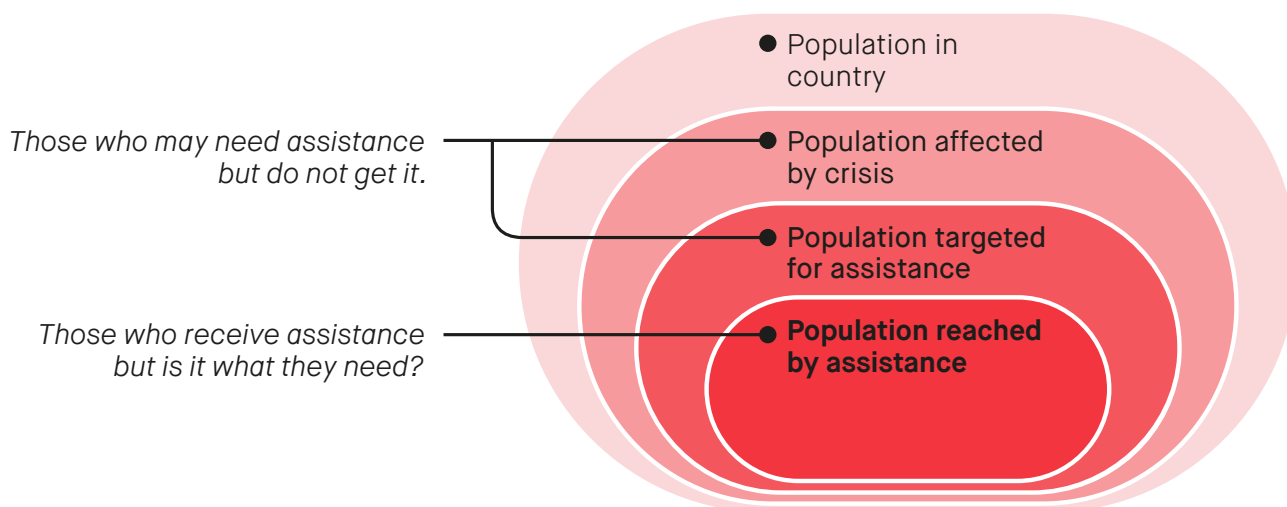 Population in
country
Those who may need assistance
but do not get it.
Population affected
by crisis
Population targeted
for assistance
Those who receive assistance
but is it what they need?
Population reached
by assistance